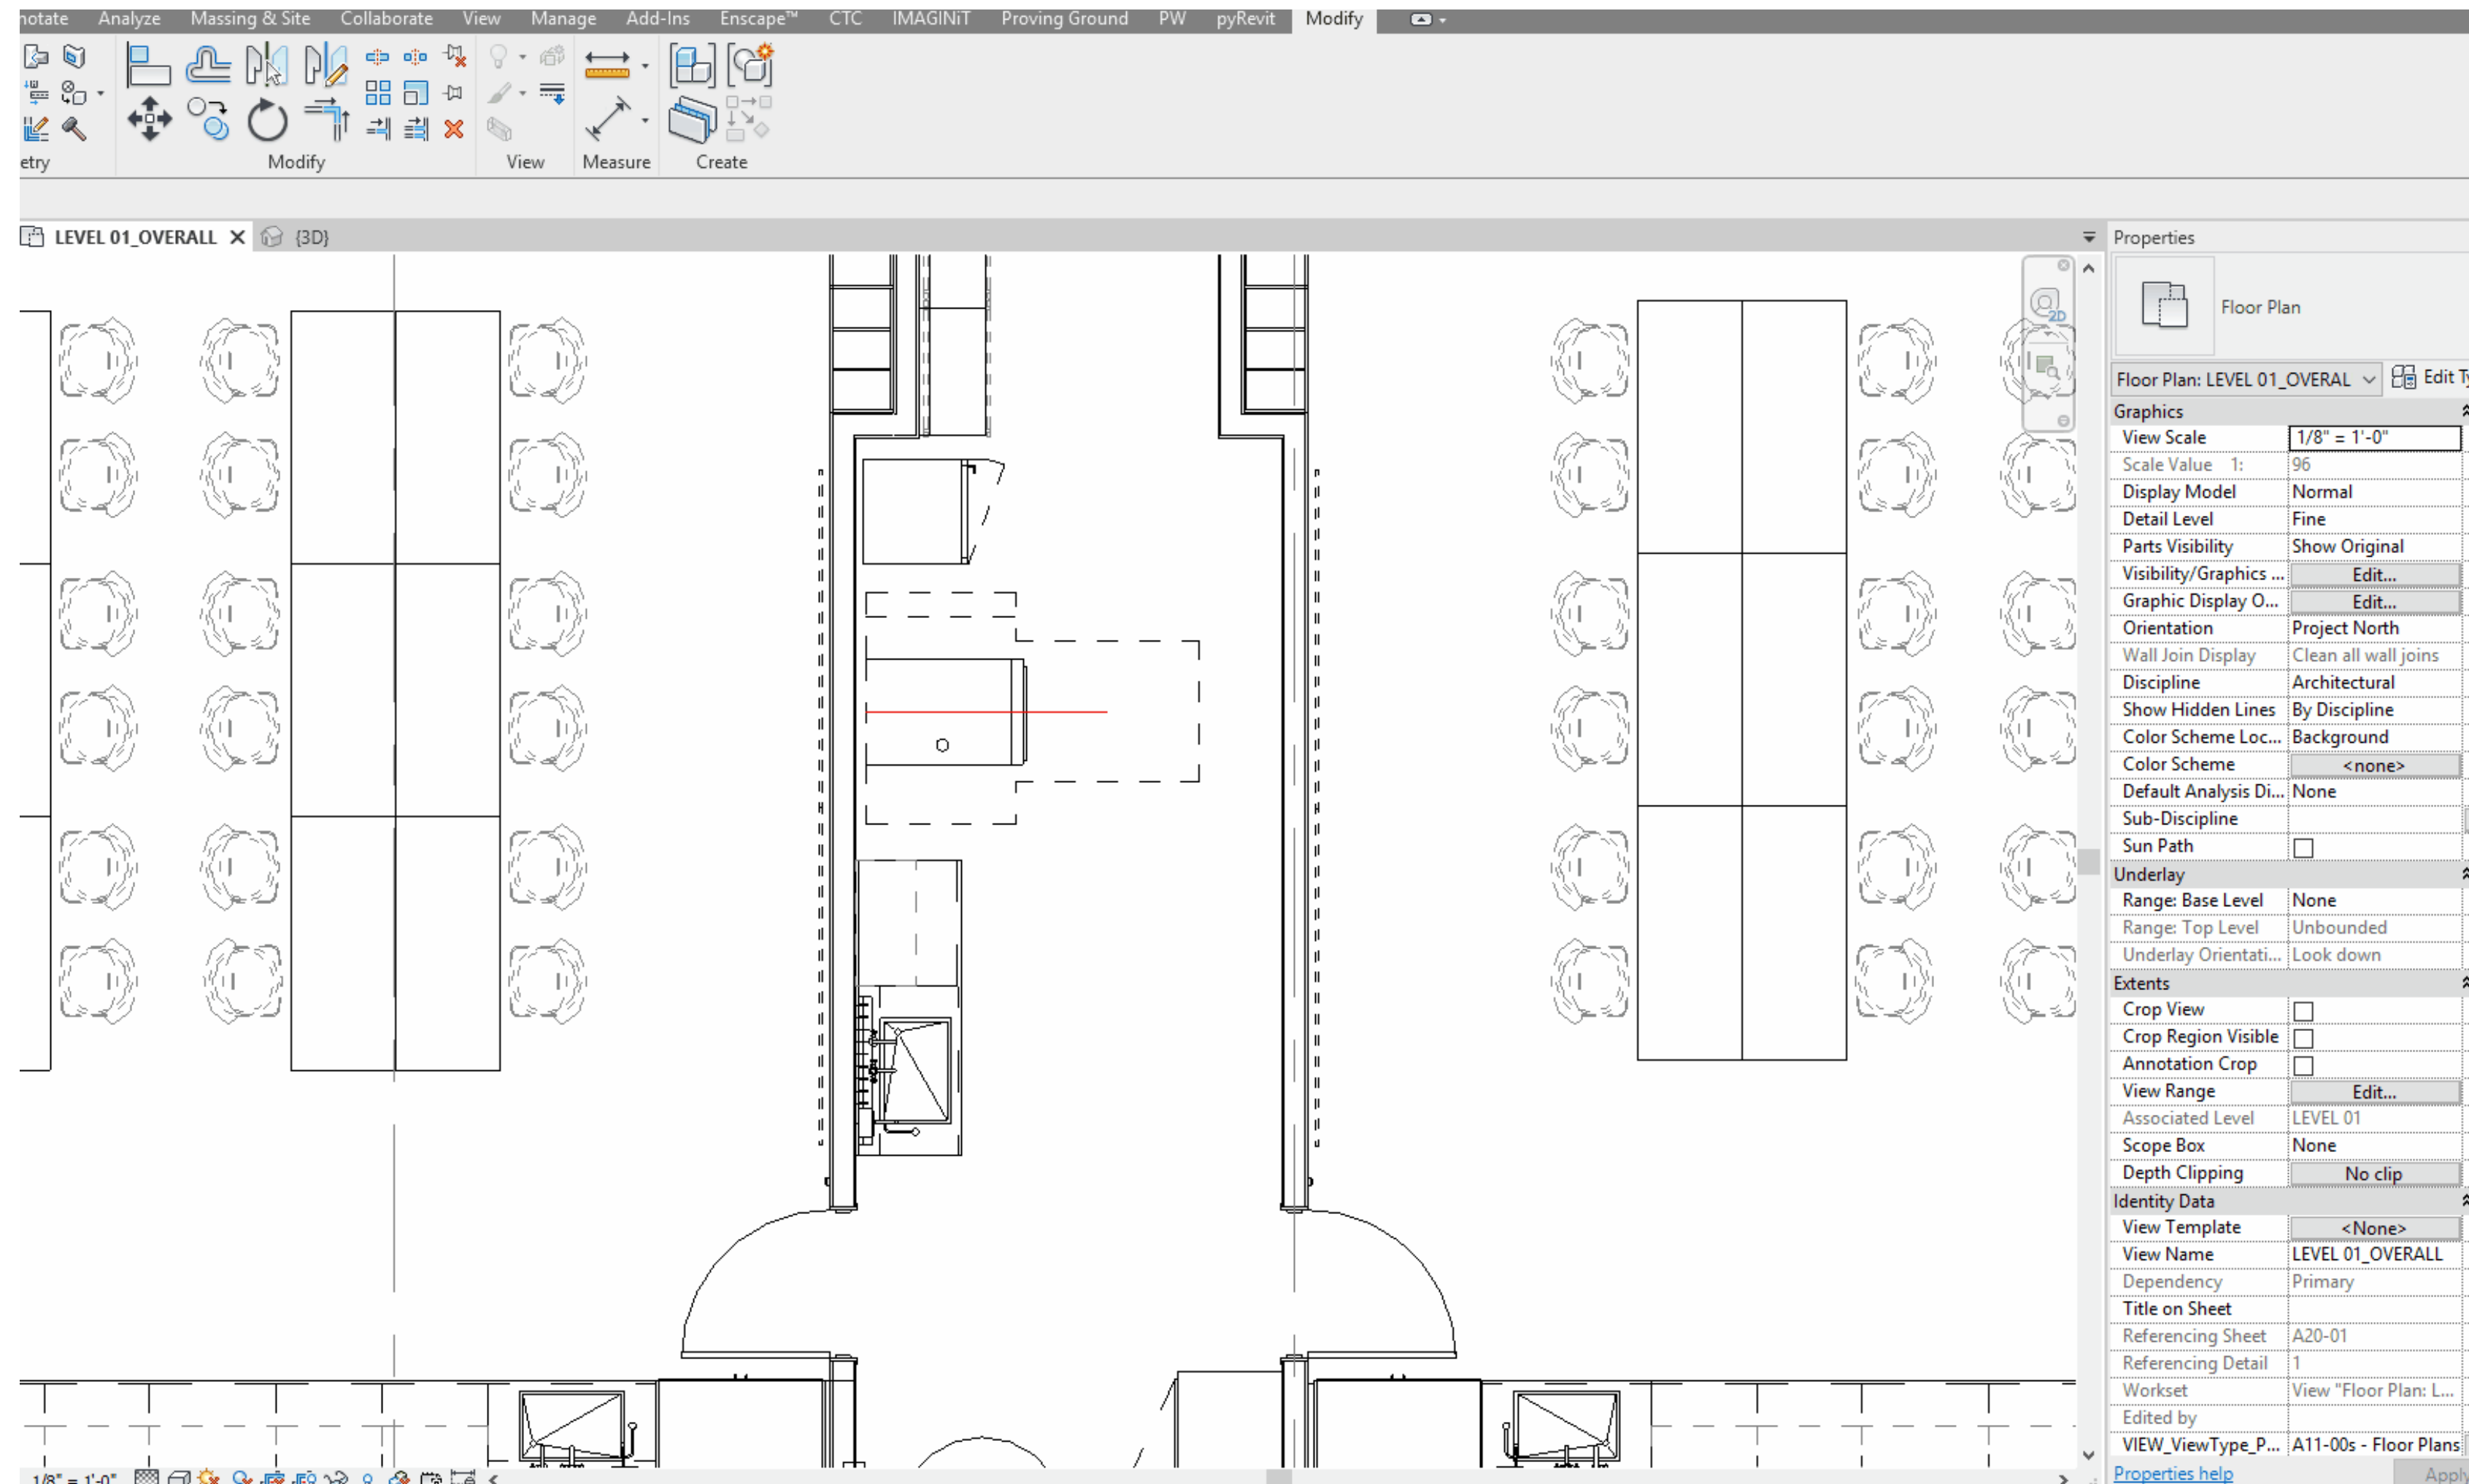 notate Analyze Massing & Site Collaborate View Manage Add-Ins Enscape™ CTC IMAGINiT Proving Ground PW pyRevit Modify
etry Modify View Measure Create
LEVEL 01_OVERALL {3D}
Properties
2D
Floor Plan
Floor Plan: LEVEL 01_OVERAL Edit Ty
Graphics
View Scale 1/8" = 1'-0"
Scale Value 1: 96
Display Model Normal
Detail Level Fine
Parts Visibility Show Original
Visibility/Graphics ... Edit...
Graphic Display O... Edit...
Orientation Project North
Wall Join Display Clean all wall joins
Discipline Architectural
Show Hidden Lines By Discipline
Color Scheme Loc... Background
Color Scheme <none>
Default Analysis Di... None
Sub-Discipline
Sun Path
Underlay
Range: Base Level None
Range: Top Level Unbounded
Underlay Orientati... Look down
Extents
Crop View
Crop Region Visible
Annotation Crop
View Range Edit...
Associated Level LEVEL 01
Scope Box None
Depth Clipping No clip
Identity Data
View Template <None>
View Name LEVEL 01_OVERALL
Dependency Primary
Title on Sheet
Referencing Sheet A20-01
Referencing Detail 1
Workset View "Floor Plan: L...
Edited by
VIEW_ViewType_P... A11-00s - Floor Plans
Properties help Apply
1/8" = 1'-0"